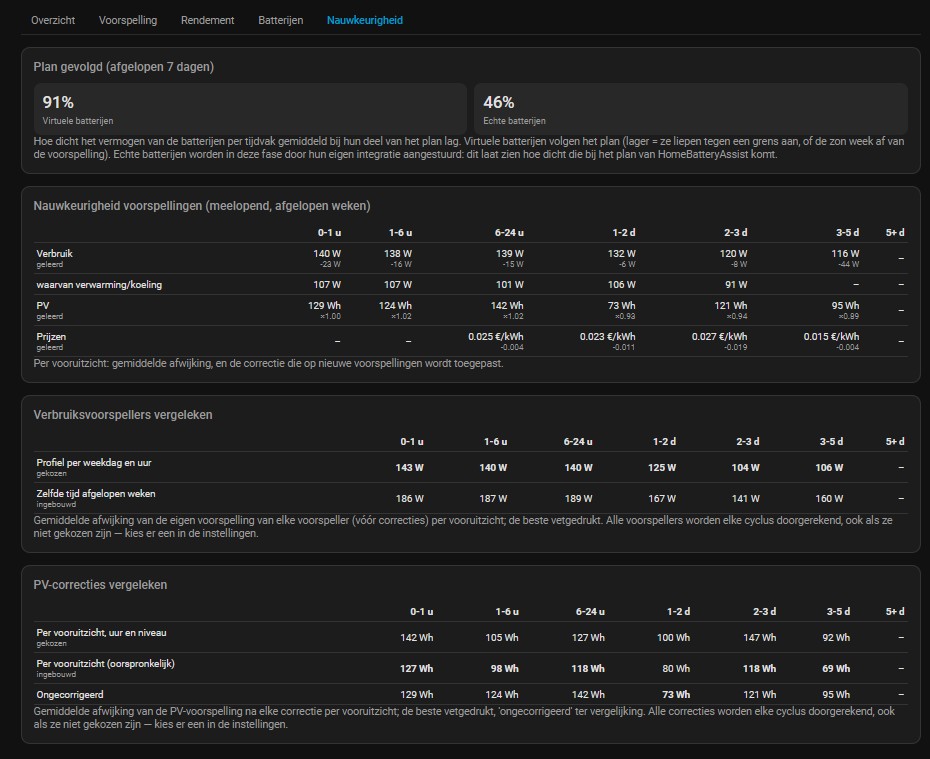 Overzicht Voorspelling Rendement Batterijen Nauwkeurigheid
Plan gevolgd (afgelopen 7 dagen)
91% 46%
Virtuele batterijen Echte batterijen
Hoe dicht het vermogen van de batterijen per tijdvak gemiddeld bij hun deel van het plan lag. Virtuele batterijen volgen het plan (lager = ze liepen tegen een grens aan, of de zon week af van
de voorspelling). Echte batterijen worden in deze fase door hun eigen integratie aangestuurd: dit laat zien hoe dicht die bij het plan van HomeBatteryAssist komt.
Nauwkeurigheid voorspellingen (meelopend, afgelopen weken)
0-1 u 1-6 u 6-24 u 1-2 d 2-3 d 3-5 d 5+ d
Verbruik 140 W 138 W 139 W 132 W 120 W 116 W –
geleerd -23 W -16 W -15 W -6 W -9 W -44 W
waarvan verwarming/koeling 107 W 107 W 101 W 106 W 91 W – –
PV 129 Wh 124 Wh 142 Wh 73 Wh 121 Wh 95 Wh –
geleerd ×1.00 ×1.02 ×1.02 ×0.93 ×0.94 ×0.89
Prijzen – – 0.025 €/kWh 0.023 €/kWh 0.027 €/kWh 0.015 €/kWh –
geleerd -0.004 -0.011 -0.019 -0.004
Per vooruitzicht: gemiddelde afwijking, en de correctie die op nieuwe voorspellingen wordt toegepast.
Verbruiksvoorspellers vergeleken
0-1 u 1-6 u 6-24 u 1-2 d 2-3 d 3-5 d 5+ d
Profiel per weekdag en uur 143 W 140 W 140 W 125 W 104 W 106 W –
gekozen
Zelfde tijd afgelopen weken 186 W 187 W 189 W 167 W 141 W 160 W –
ingebouwd
Gemiddelde afwijking van de eigen voorspelling van elke voorspeller (vóór correcties) per vooruitzicht; de beste vetgedrukt. Alle voorspellers worden elke cyclus doorgerekend, ook als ze
niet gekozen zijn — kies er een in de instellingen.
PV-correcties vergeleken
0-1 u 1-6 u 6-24 u 1-2 d 2-3 d 3-5 d 5+ d
Per vooruitzicht, uur en niveau 142 Wh 105 Wh 127 Wh 100 Wh 147 Wh 92 Wh –
gekozen
Per vooruitzicht (oorspronkelijk) 127 Wh 98 Wh 118 Wh 80 Wh 118 Wh 69 Wh –
ingebouwd
Ongecorrigeerd 129 Wh 124 Wh 142 Wh 73 Wh 121 Wh 95 Wh –
Gemiddelde afwijking van de PV-voorspelling na elke correctie per vooruitzicht; de beste vetgedrukt, 'ongecorrigeerd' ter vergelijking. Alle correcties worden elke cyclus doorgerekend, ook
als ze niet gekozen zijn — kies er een in de instellingen.